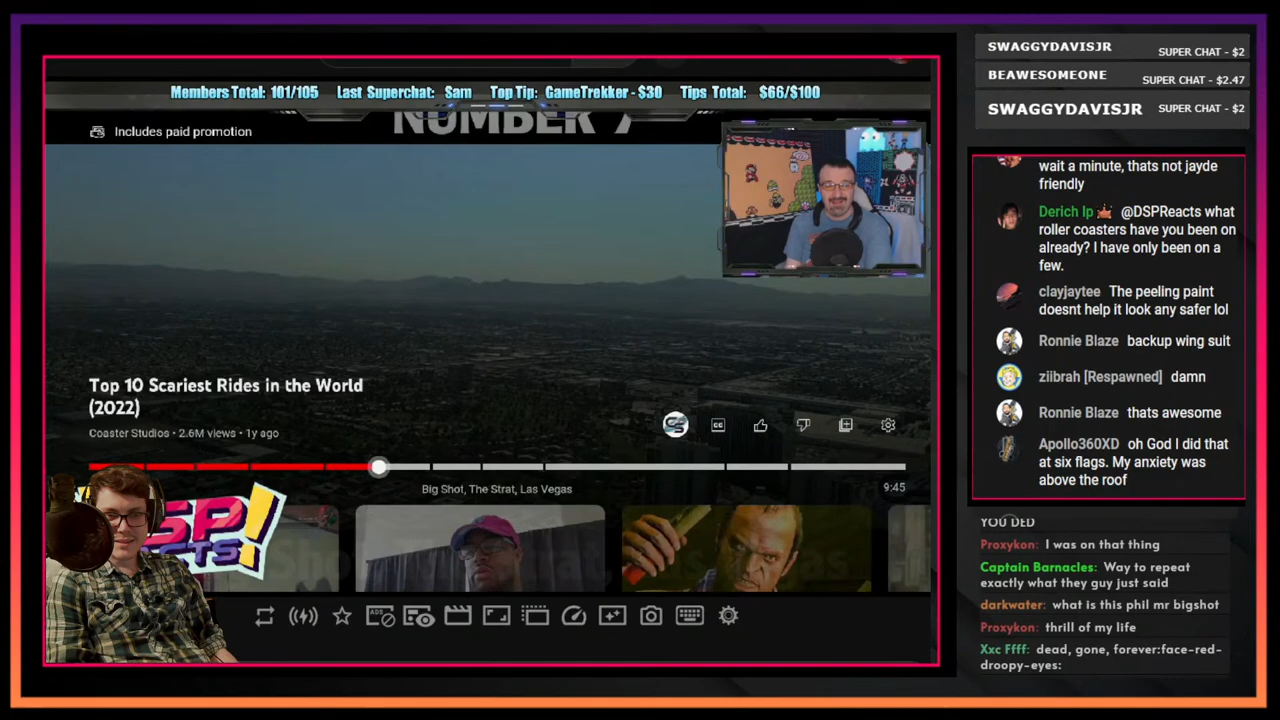 Members Total: 101/105 Last Superchat: Sam Top Tip: GameTrekker - $30 Tips Total: $66/$100
Includes paid promotion
NUMBER 7
Top 10 Scariest Rides in the World
(2022)
Coaster Studios • 2.6M views • 1y ago
CC
Big Shot, The Strat, Las Vegas
9:45
ADS
SWAGGYDAVISJR SUPER CHAT - $2
BEAWESOMEONE SUPER CHAT - $2.47
SWAGGYDAVISJR SUPER CHAT - $2
wait a minute, thats not jayde
friendly
Derich Ip @DSPReacts what
roller coasters have you been on
already? I have only been on a
few.
clayjaytee The peeling paint
doesnt help it look any safer lol
Ronnie Blaze backup wing suit
ziibrah [Respawned] damn
Ronnie Blaze thats awesome
Apollo360XD oh God I did that
at six flags. My anxiety was
above the roof
YOU DED
Proxykon: I was on that thing
Captain Barnacles: Way to repeat
exactly what they guy just said
darkwater: what is this phil mr bigshot
Proxykon: thrill of my life
Xxc Ffff: dead, gone, forever:face-red-
droopy-eyes: